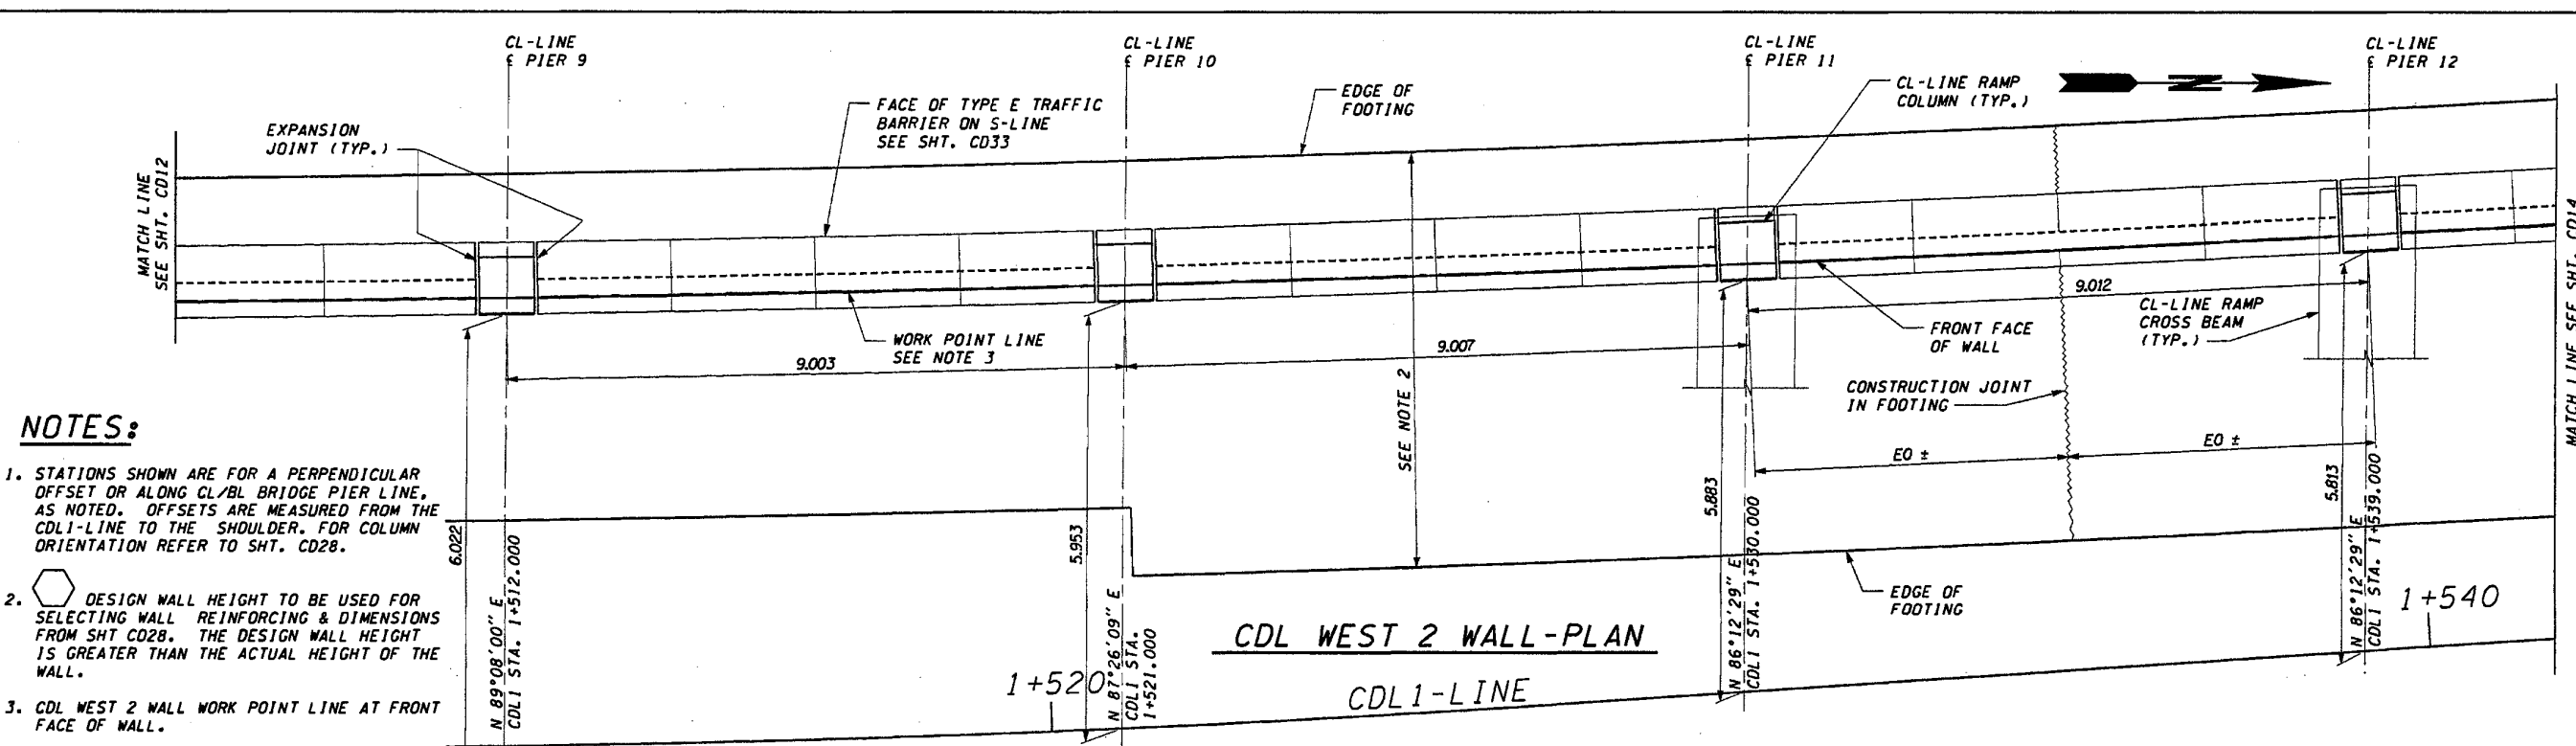 CL-LINE
℄ PIER 9
CL-LINE
℄ PIER 10
CL-LINE
℄ PIER 11
CL-LINE
℄ PIER 12
EXPANSION
JOINT (TYP.)
FACE OF TYPE E TRAFFIC
BARRIER ON S-LINE
SEE SHT. CD33
EDGE OF
FOOTING
CL-LINE RAMP
COLUMN (TYP.)
N
MATCH LINE
SEE SHT. CD12
MATCH LINE SEE SHT. CD14
WORK POINT LINE
SEE NOTE 3
9.003
9.007
9.012
SEE NOTE 2
FRONT FACE
OF WALL
CL-LINE RAMP
CROSS BEAM
(TYP.)
CONSTRUCTION JOINT
IN FOOTING
EQ ±
EQ ±
6.022
5.953
5.883
5.813
N 89°08'00" E
CDL1 STA. 1+512.000
N 87°26'09" E
CDL1 STA.
1+521.000
N 86°12'29" E
CDL1 STA. 1+530.000
N 86°12'29" E
CDL1 STA. 1+539.000
EDGE OF
FOOTING
1+520
1+540
CDL WEST 2 WALL-PLAN
CDL1-LINE
NOTES:
1. STATIONS SHOWN ARE FOR A PERPENDICULAR
OFFSET OR ALONG CL/BL BRIDGE PIER LINE,
AS NOTED. OFFSETS ARE MEASURED FROM THE
CDL1-LINE TO THE SHOULDER. FOR COLUMN
ORIENTATION REFER TO SHT. CD28.
2. DESIGN WALL HEIGHT TO BE USED FOR
SELECTING WALL REINFORCING & DIMENSIONS
FROM SHT CD28. THE DESIGN WALL HEIGHT
IS GREATER THAN THE ACTUAL HEIGHT OF THE
WALL.
3. CDL WEST 2 WALL WORK POINT LINE AT FRONT
FACE OF WALL.